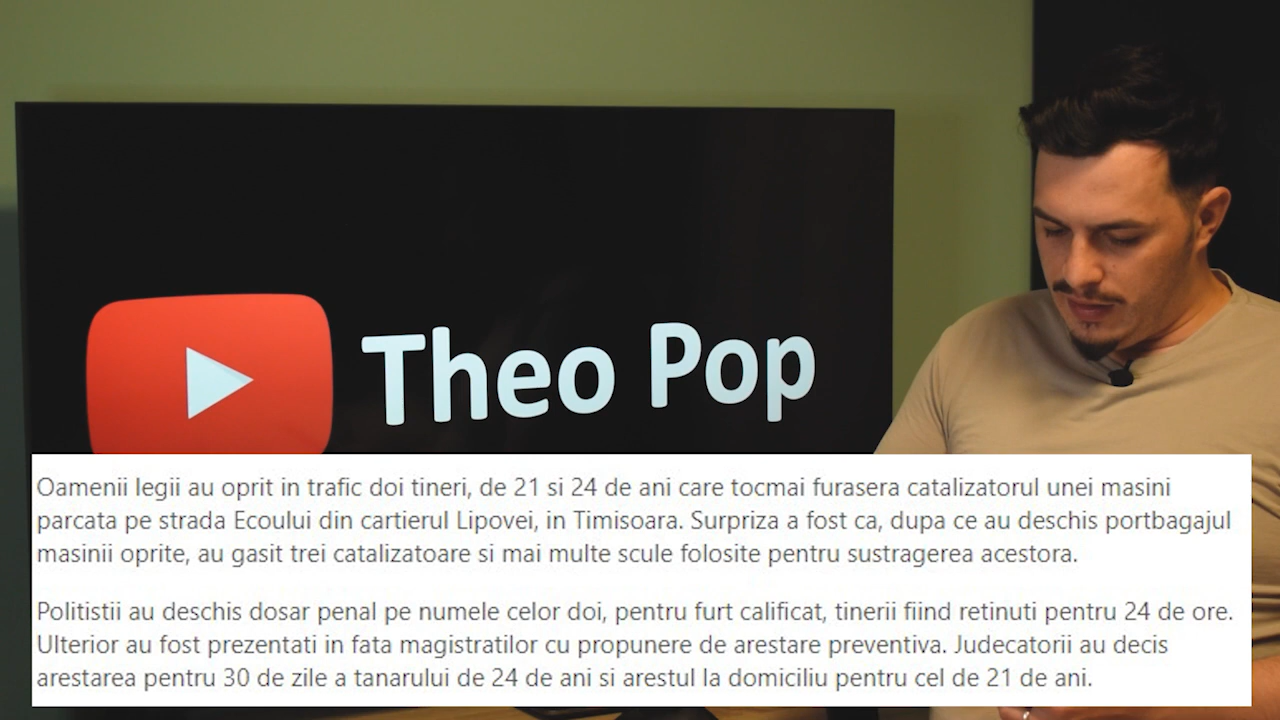 Theo Pop
Oamenii legii au oprit in trafic doi tineri, de 21 si 24 de ani care tocmai furasera catalizatorul unei masini
parcata pe strada Ecoului din cartierul Lipovei, in Timisoara. Surpriza a fost ca, dupa ce au deschis portbagajul
masinii oprite, au gasit trei catalizatoare si mai multe scule folosite pentru sustragerea acestora.
Politistii au deschis dosar penal pe numele celor doi, pentru furt calificat, tinerii fiind retinuti pentru 24 de ore.
Ulterior au fost prezentati in fata magistratilor cu propunere de arestare preventiva. Judecatorii au decis
arestarea pentru 30 de zile a tanarului de 24 de ani si arestul la domiciliu pentru cel de 21 de ani.